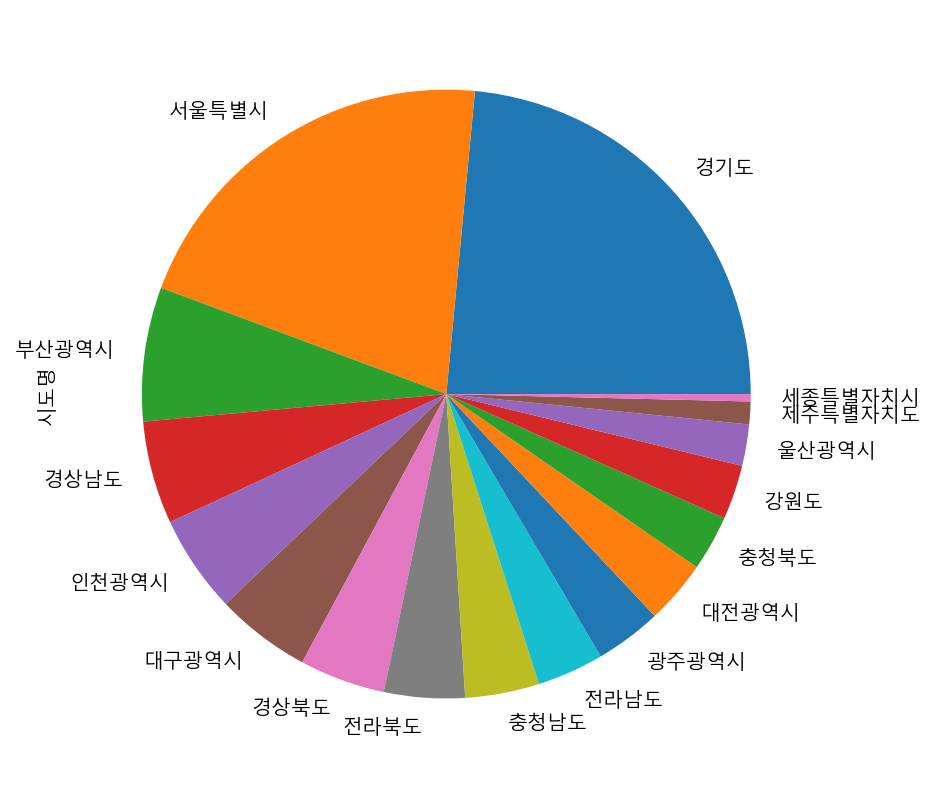 서울특별시
경기도
부산광역시
시도명
세종특별자치시
제주특별자치도
울산광역시
경상남도
강원도
충청북도
인천광역시
대전광역시
대구광역시
광주광역시
전라남도
경상북도
충청남도
전라북도